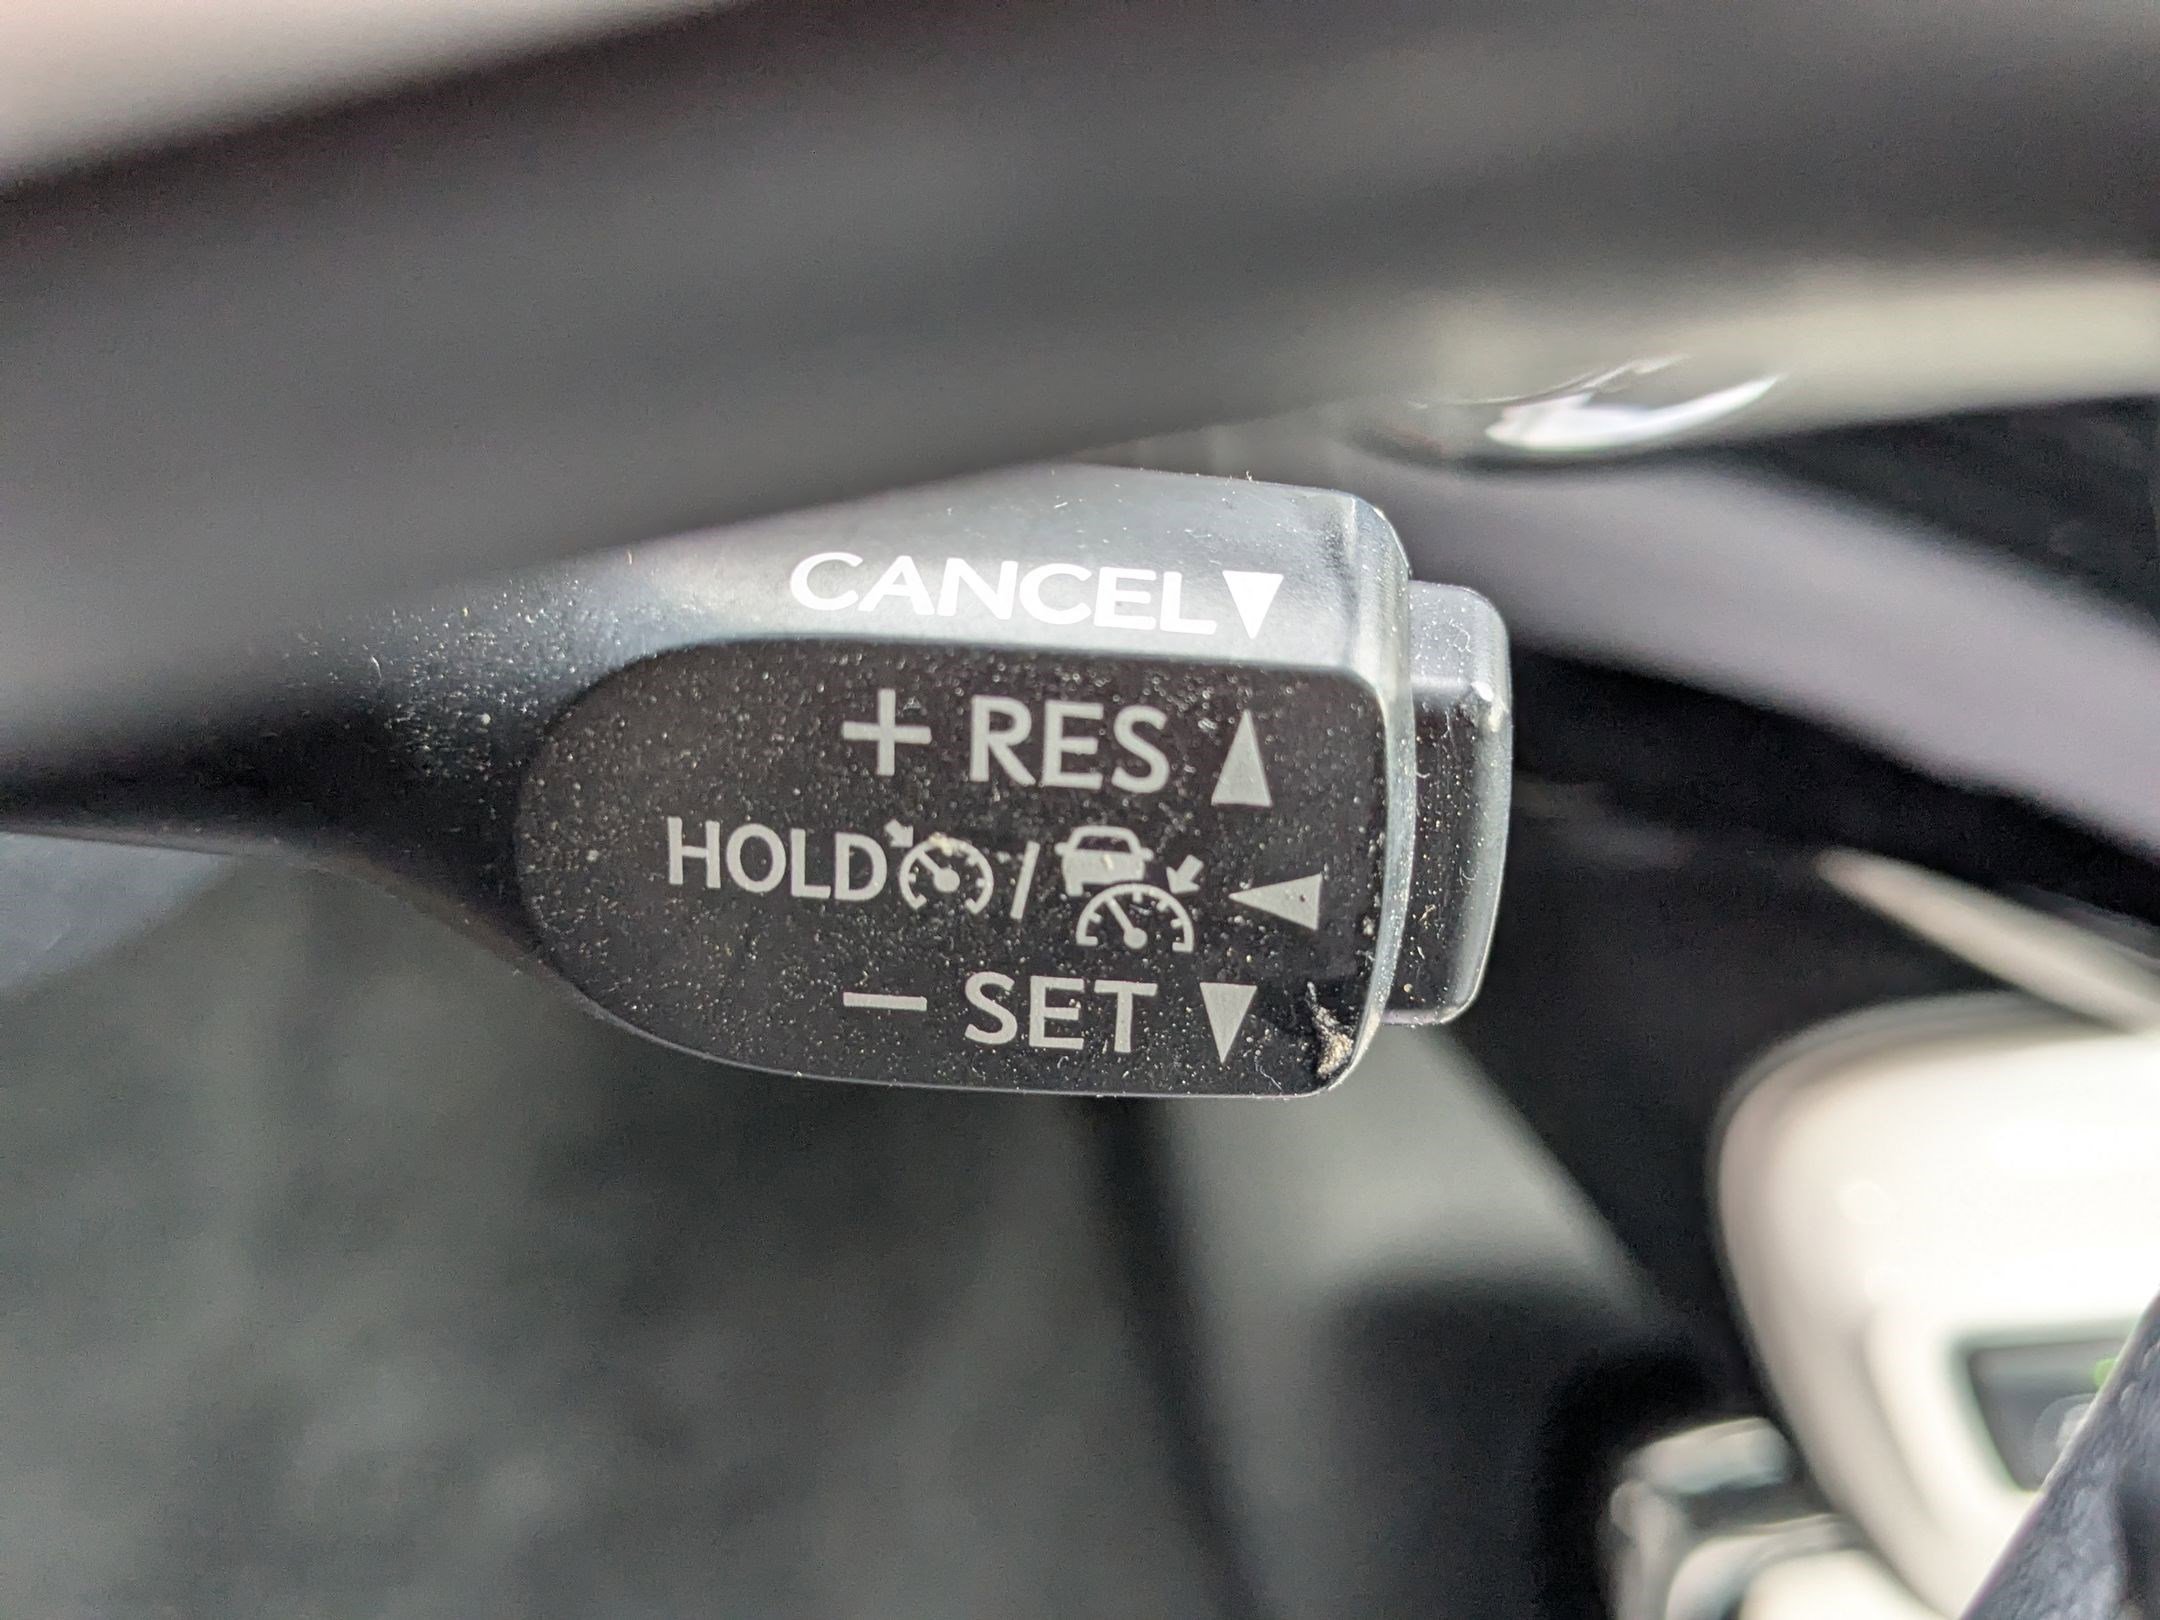 CANCEL▼
+ RES ▲
HOLD / ◀
− SET ▼